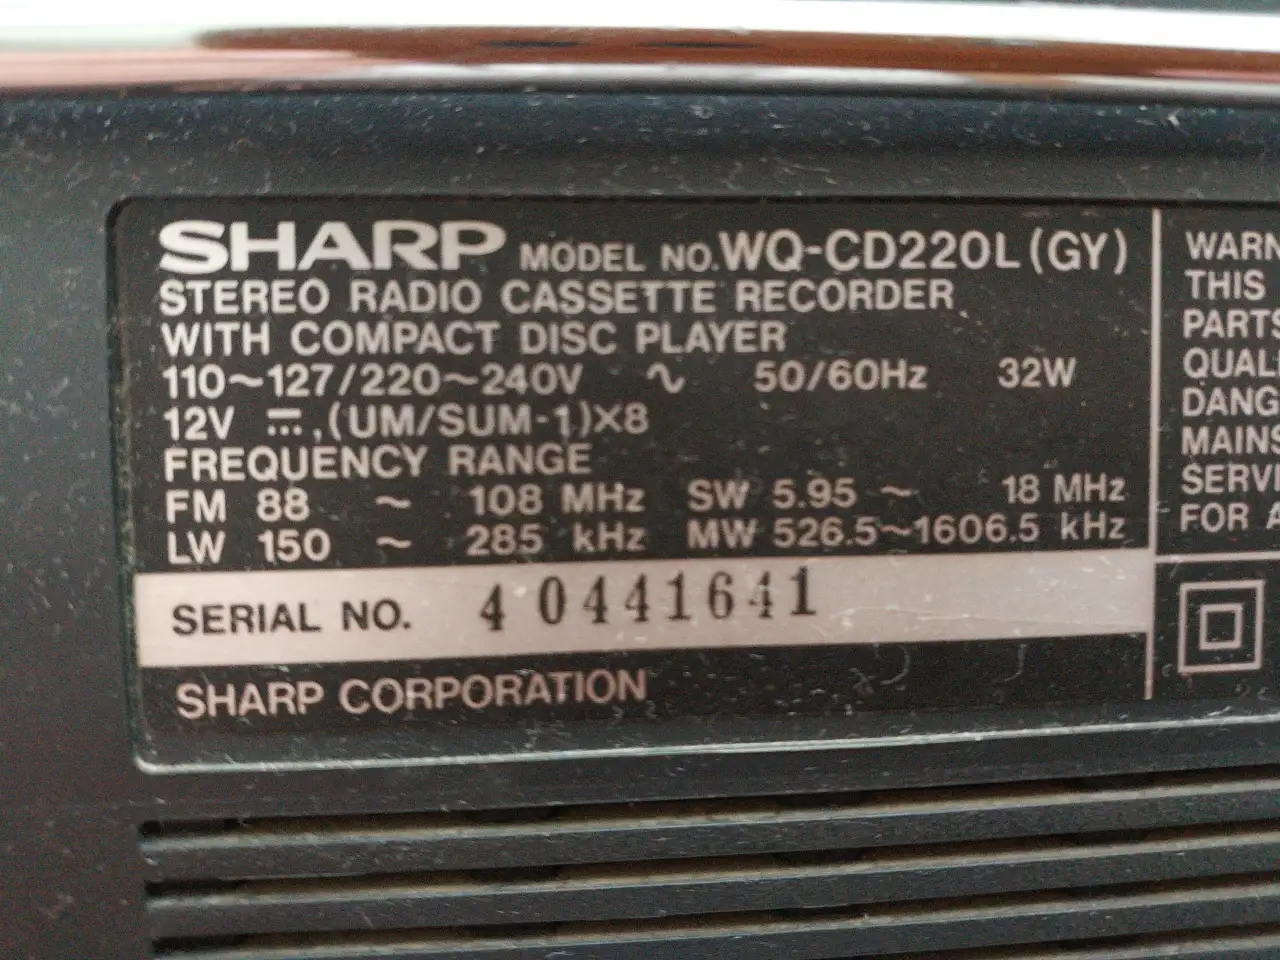 SHARP MODEL NO. WQ-CD220L (GY)
STEREO RADIO CASSETTE RECORDER
WITH COMPACT DISC PLAYER
110~127/220~240V ∿ 50/60Hz 32W
12V ⎓, (UM/SUM-1)X8
FREQUENCY RANGE
FM 88 ~ 108 MHz SW 5.95 ~ 18 MHz
LW 150 ~ 285 kHz MW 526.5~1606.5 kHz
SERIAL NO. 4 0441641
SHARP CORPORATION
WARN
THIS
PARTS
QUALI
DANG
MAINS
SERVI
FOR A